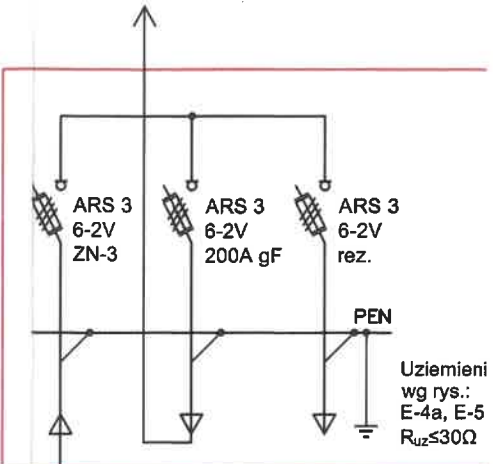 ARS 3
6-2V
ZN-3
ARS 3
6-2V
200A gF
ARS 3
6-2V
rez.
PEN
Uziemieni
wg rys.:
E-4a, E-5
Ruz≤30Ω